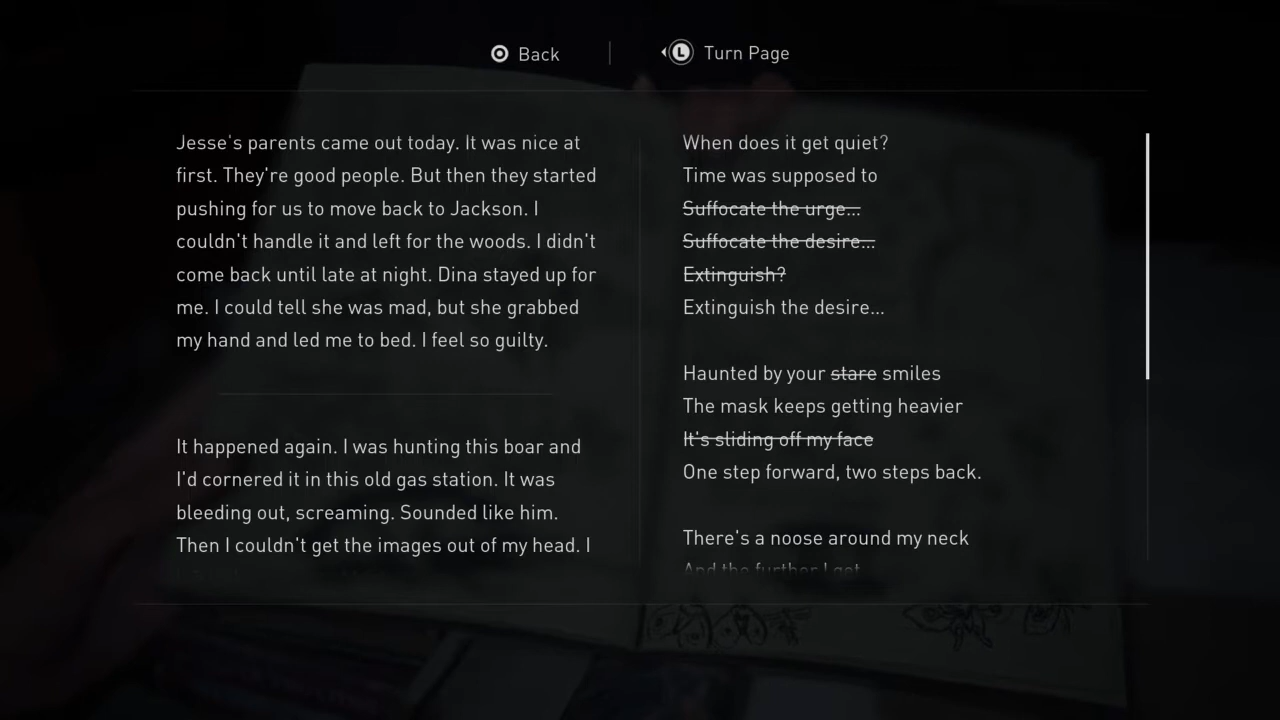 Back
L Turn Page
Jesse's parents came out today. It was nice at
first. They're good people. But then they started
pushing for us to move back to Jackson. I
couldn't handle it and left for the woods. I didn't
come back until late at night. Dina stayed up for
me. I could tell she was mad, but she grabbed
my hand and led me to bed. I feel so guilty.
It happened again. I was hunting this boar and
I'd cornered it in this old gas station. It was
bleeding out, screaming. Sounded like him.
Then I couldn't get the images out of my head. I
When does it get quiet?
Time was supposed to
Suffocate the urge...
Suffocate the desire...
Extinguish?
Extinguish the desire...
Haunted by your stare smiles
The mask keeps getting heavier
It's sliding off my face
One step forward, two steps back.
There's a noose around my neck
And the further I get